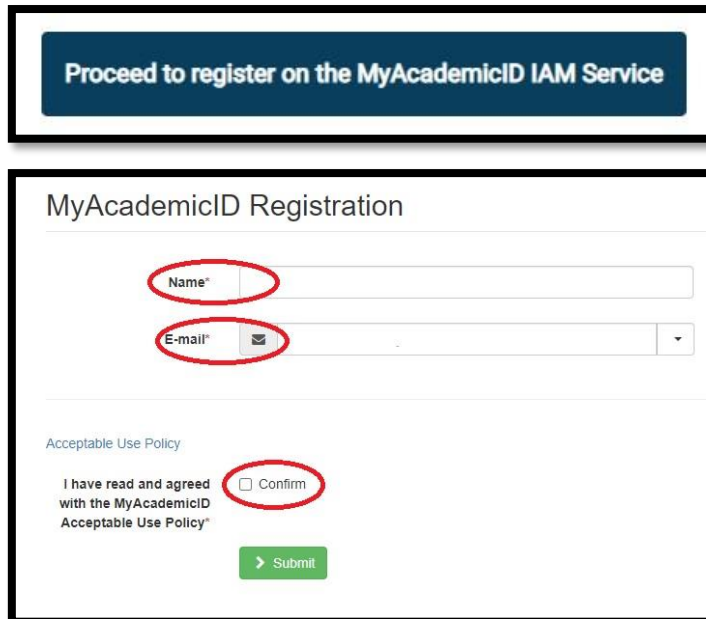 Proceed to register on the MyAcademicID IAM Service
MyAcademicID Registration
Name*
E-mail*
Acceptable Use Policy
I have read and agreed
with the MyAcademicID
Acceptable Use Policy*
Confirm
Submit